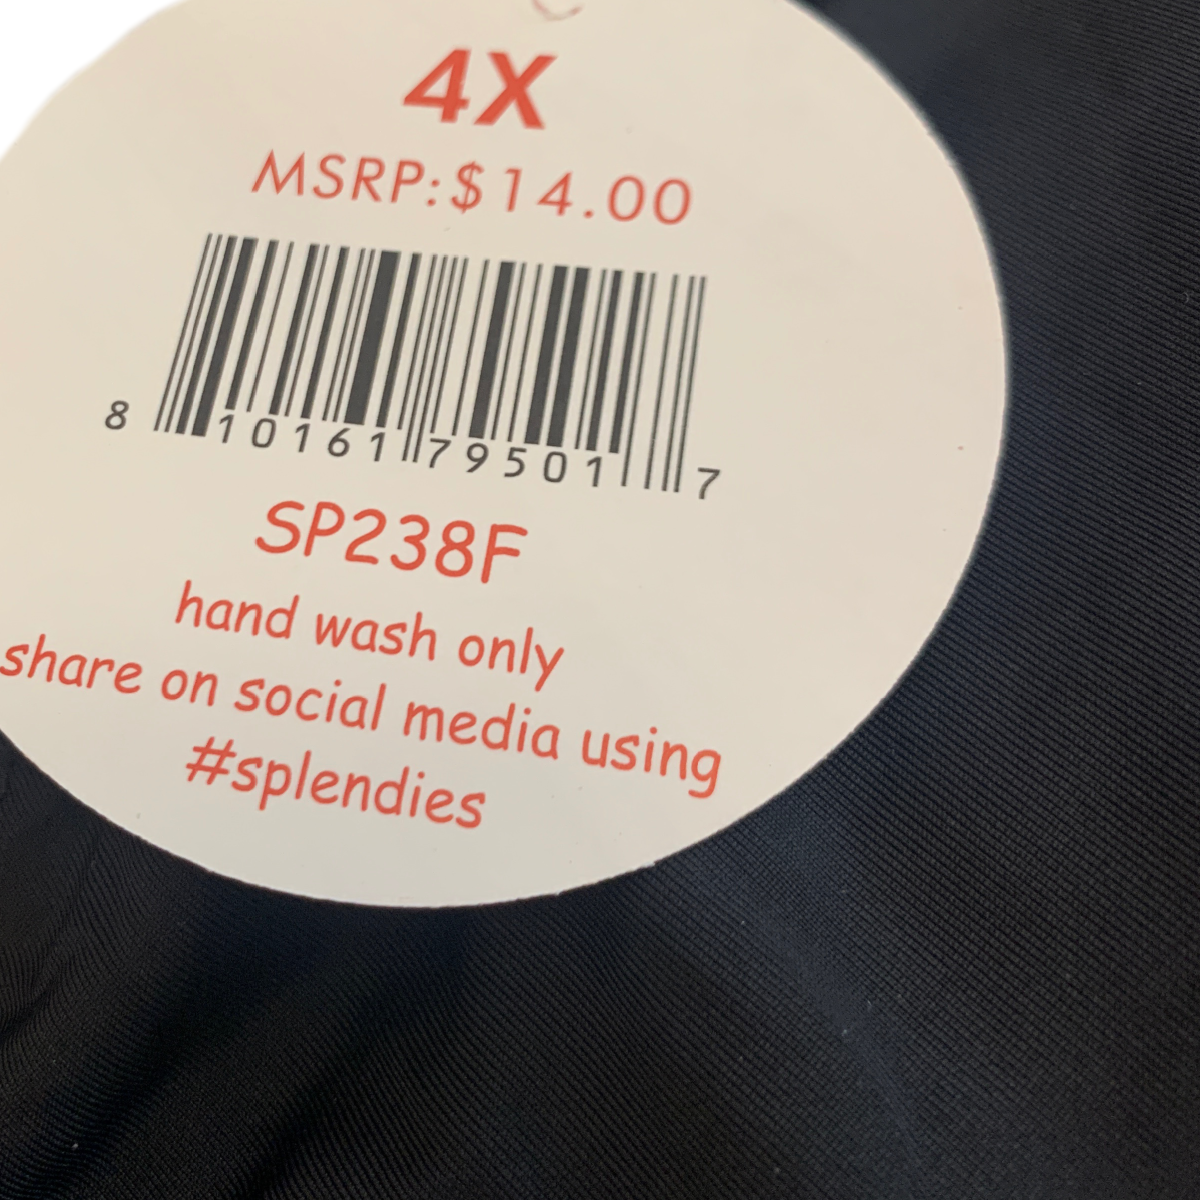 4X
MSRP:$14.00
8 10161 79501 7
SP238F
hand wash only
share on social media using
#splendies